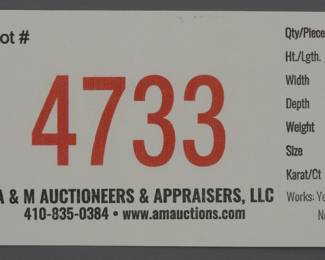 ot #
4733
A & M AUCTIONEERS & APPRAISERS, LLC
410-835-0384 • www.amauctions.com
Qty/Piece
Ht./Lgth.
Width
Depth
Weight
Size
Karat/Ct
Works: Ye
N